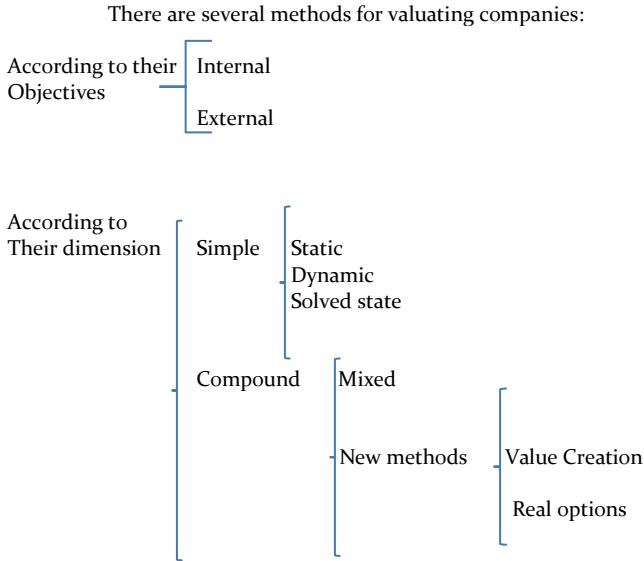 There are several methods for valuating companies:
According to their Internal
Objectives
External
According to
Their dimension Simple Static
Dynamic
Solved state
Compound Mixed
New methods Value Creation
Real options